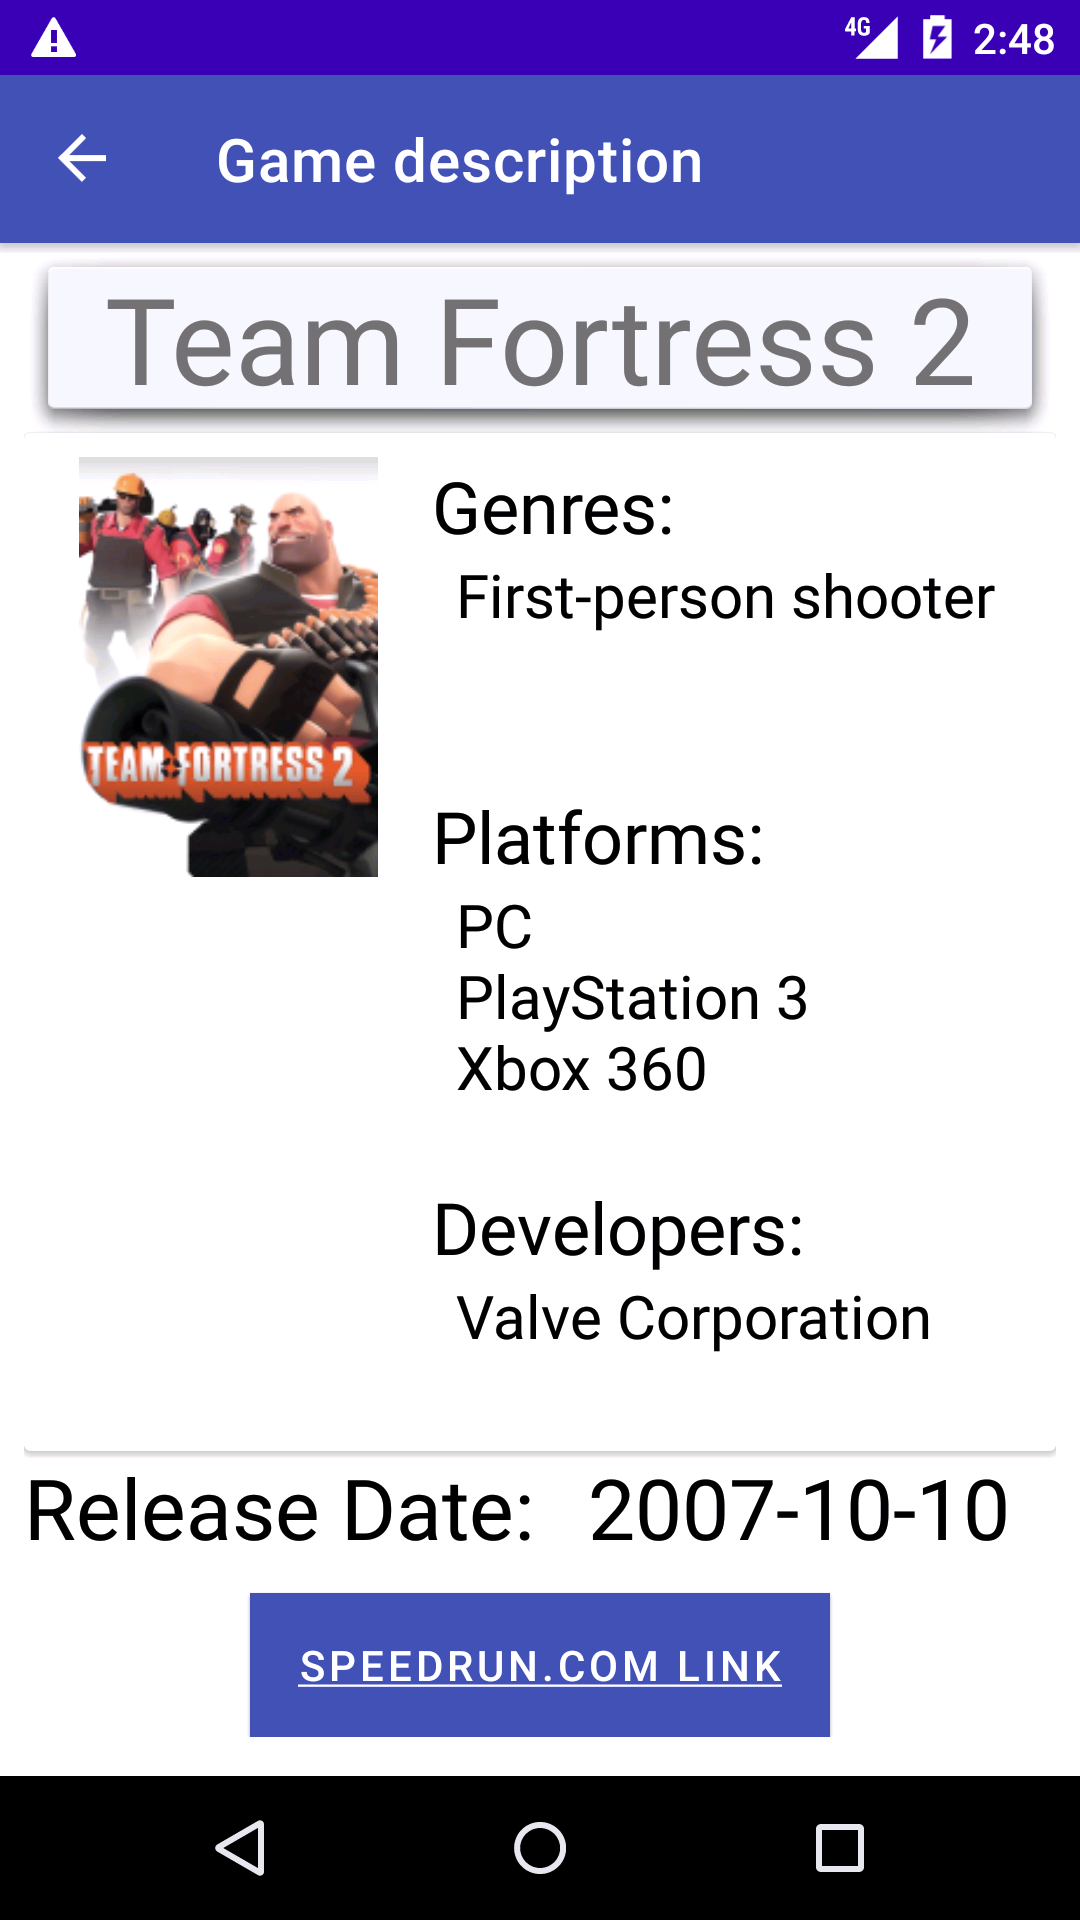 4G 2:48
Game description
Team Fortress 2
TEAM FORTRESS 2
Genres:
First-person shooter
Platforms:
PC
PlayStation 3
Xbox 360
Developers:
Valve Corporation
Release Date: 2007-10-10
SPEEDRUN.COM LINK